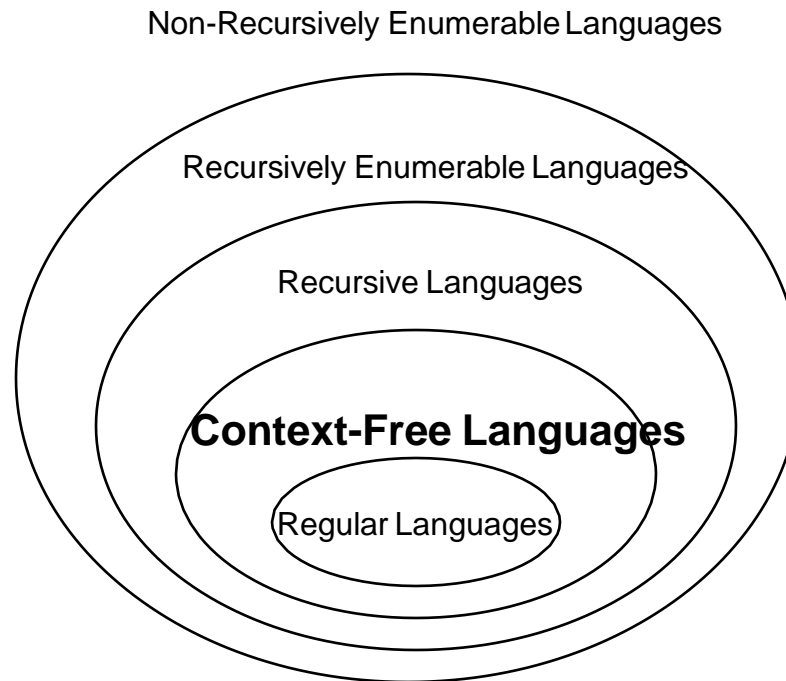 Non-Recursively Enumerable Languages
Recursively Enumerable Languages
Recursive Languages
Context-Free Languages
Regular Languages